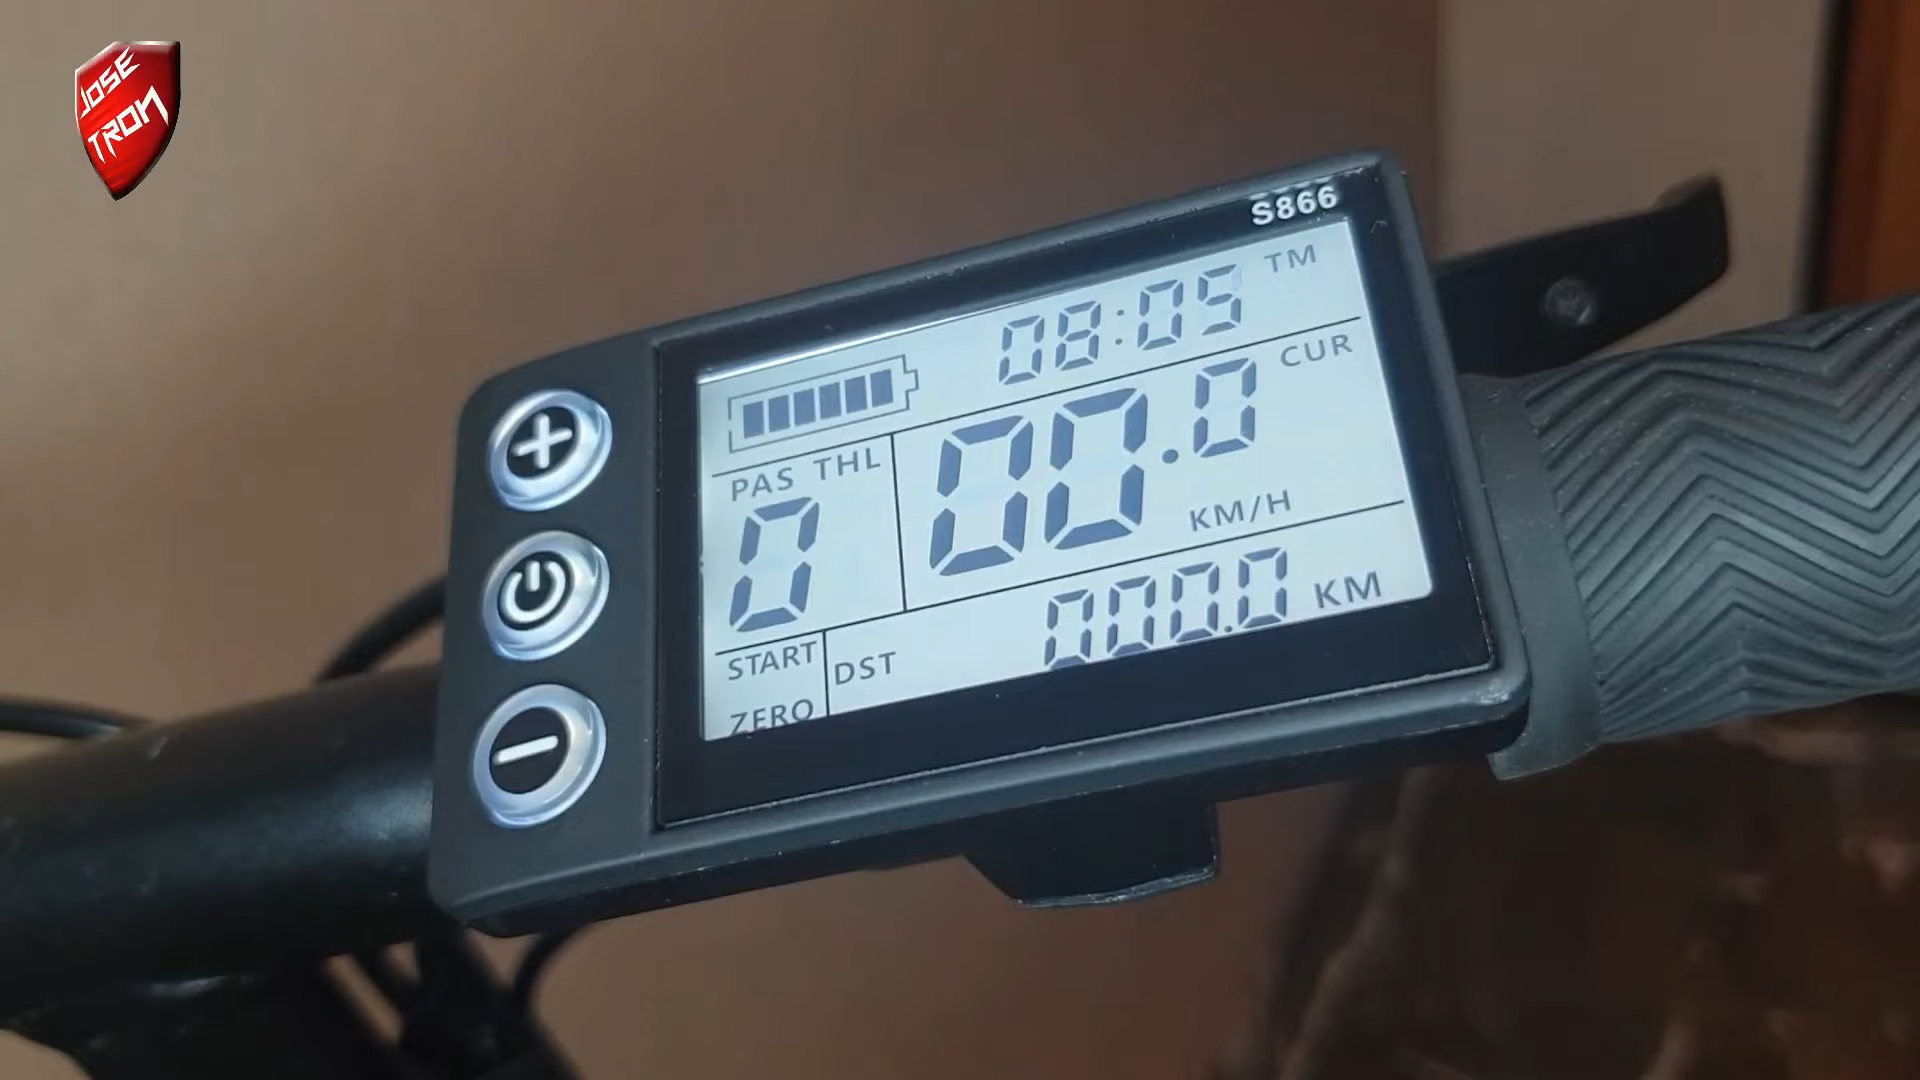 JOSE
TRON
S866
08:05 TM
CUR
PAS THL
00.0
KM/H
0
START
ZERO
DST 000.0 KM